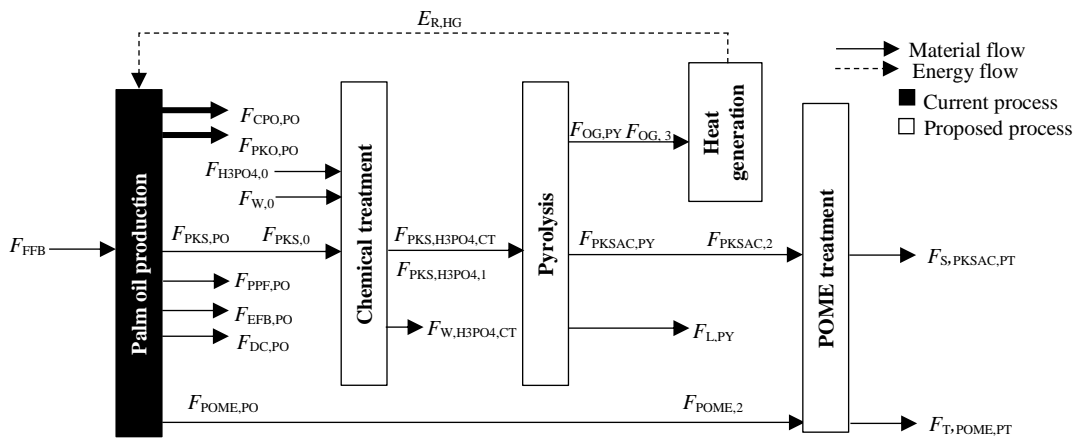 E_R,HG
Material flow
Energy flow
Current process
Proposed process
F_CPO,PO
F_PKO,PO
F_H3PO4,0
F_W,0
F_OG,PY F_OG, 3
Heat generation
F_FFB
Palm oil production
F_PKS,PO F_PKS,0
Chemical treatment
F_PKS,H3PO4,CT
F_PKS,H3PO4,1
Pyrolysis
F_PKSAC,PY F_PKSAC,2
POME treatment
F_S,PKSAC,PT
F_PPF,PO
F_EFB,PO
F_DC,PO
F_W,H3PO4,CT
F_L,PY
F_POME,PO F_POME,2
F_T,POME,PT